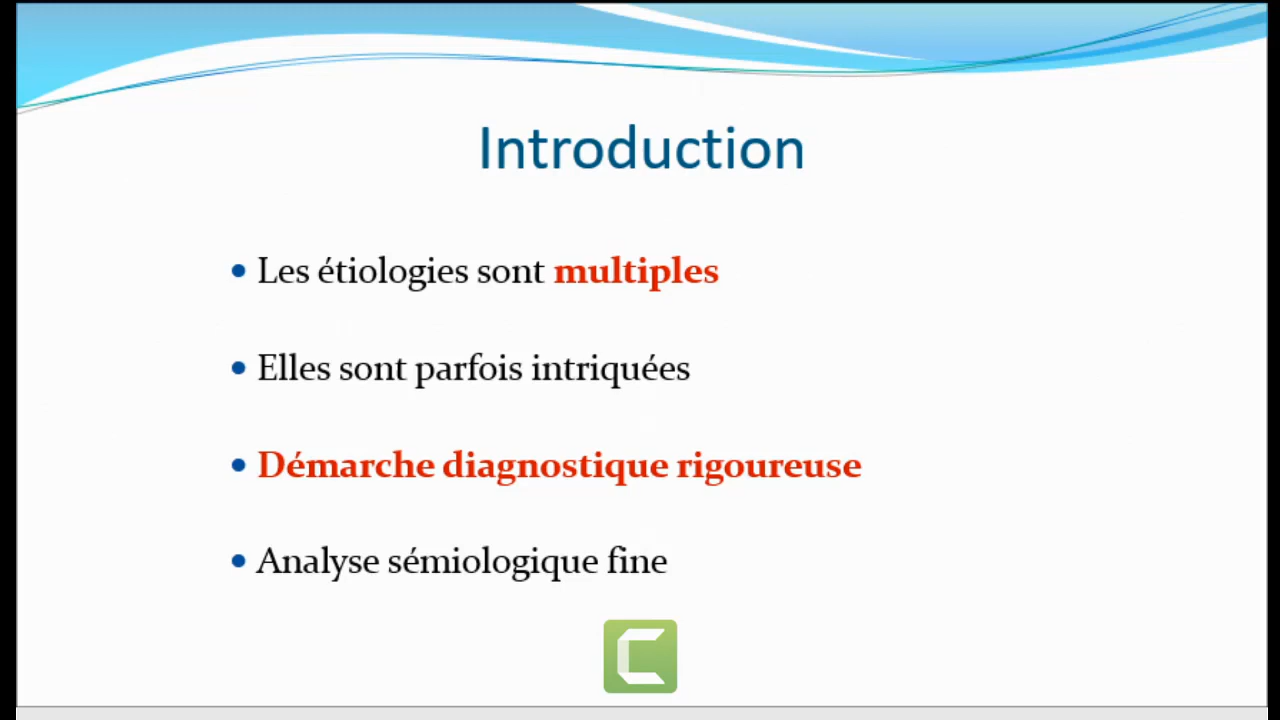 Introduction
• Les étiologies sont multiples
• Elles sont parfois intriquées
• Démarche diagnostique rigoureuse
• Analyse sémiologique fine